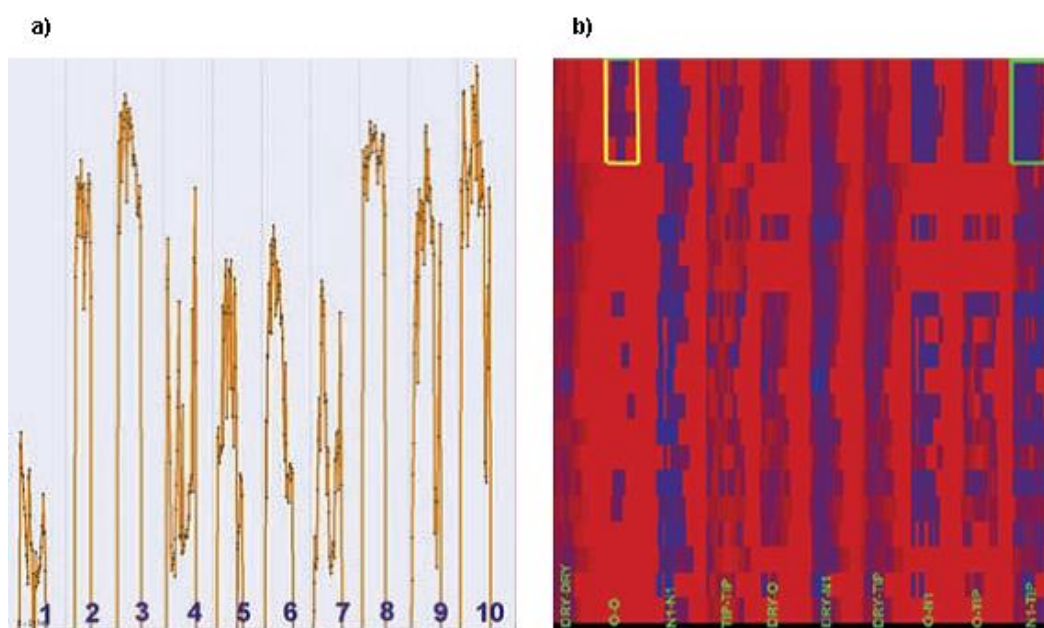 a)
b)
1 2 3 4 5 6 7 8 9 10
DRY-DRY
O-O
N1-N1
TIP-TIP
DRY-O
DRY-N1
DRY-TIP
O-N1
O-TIP
N1-TIP